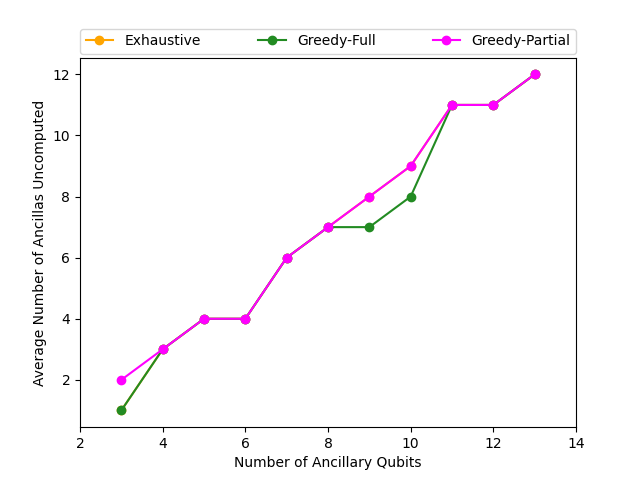 Exhaustive Greedy-Full Greedy-Partial
12
10
8
6
4
2
Average Number of Ancillas Uncomputed
2 4 6 8 10 12 14
Number of Ancillary Qubits